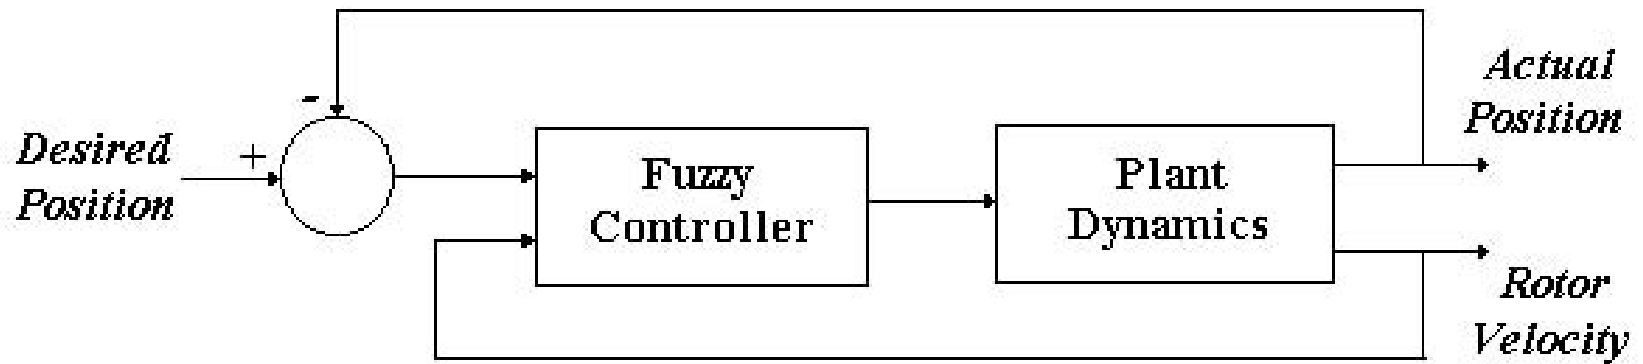 Actual
Position
-
Desired
Position
+
Fuzzy
Controller
Plant
Dynamics
Rotor
Velocity